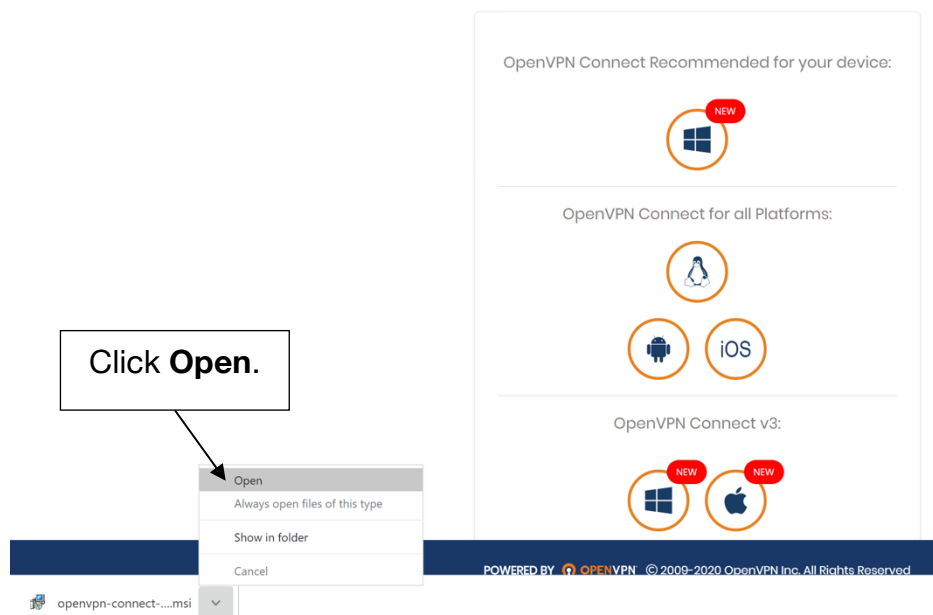 OpenVPN Connect Recommended for your device:
NEW
OpenVPN Connect for all Platforms:
iOS
Click Open.
OpenVPN Connect v3:
NEW
NEW
Open
Always open files of this type
Show in folder
Cancel
POWERED BY OPENVPN © 2009-2020 OpenVPN Inc. All Rights Reserved
openvpn-connect-....msi